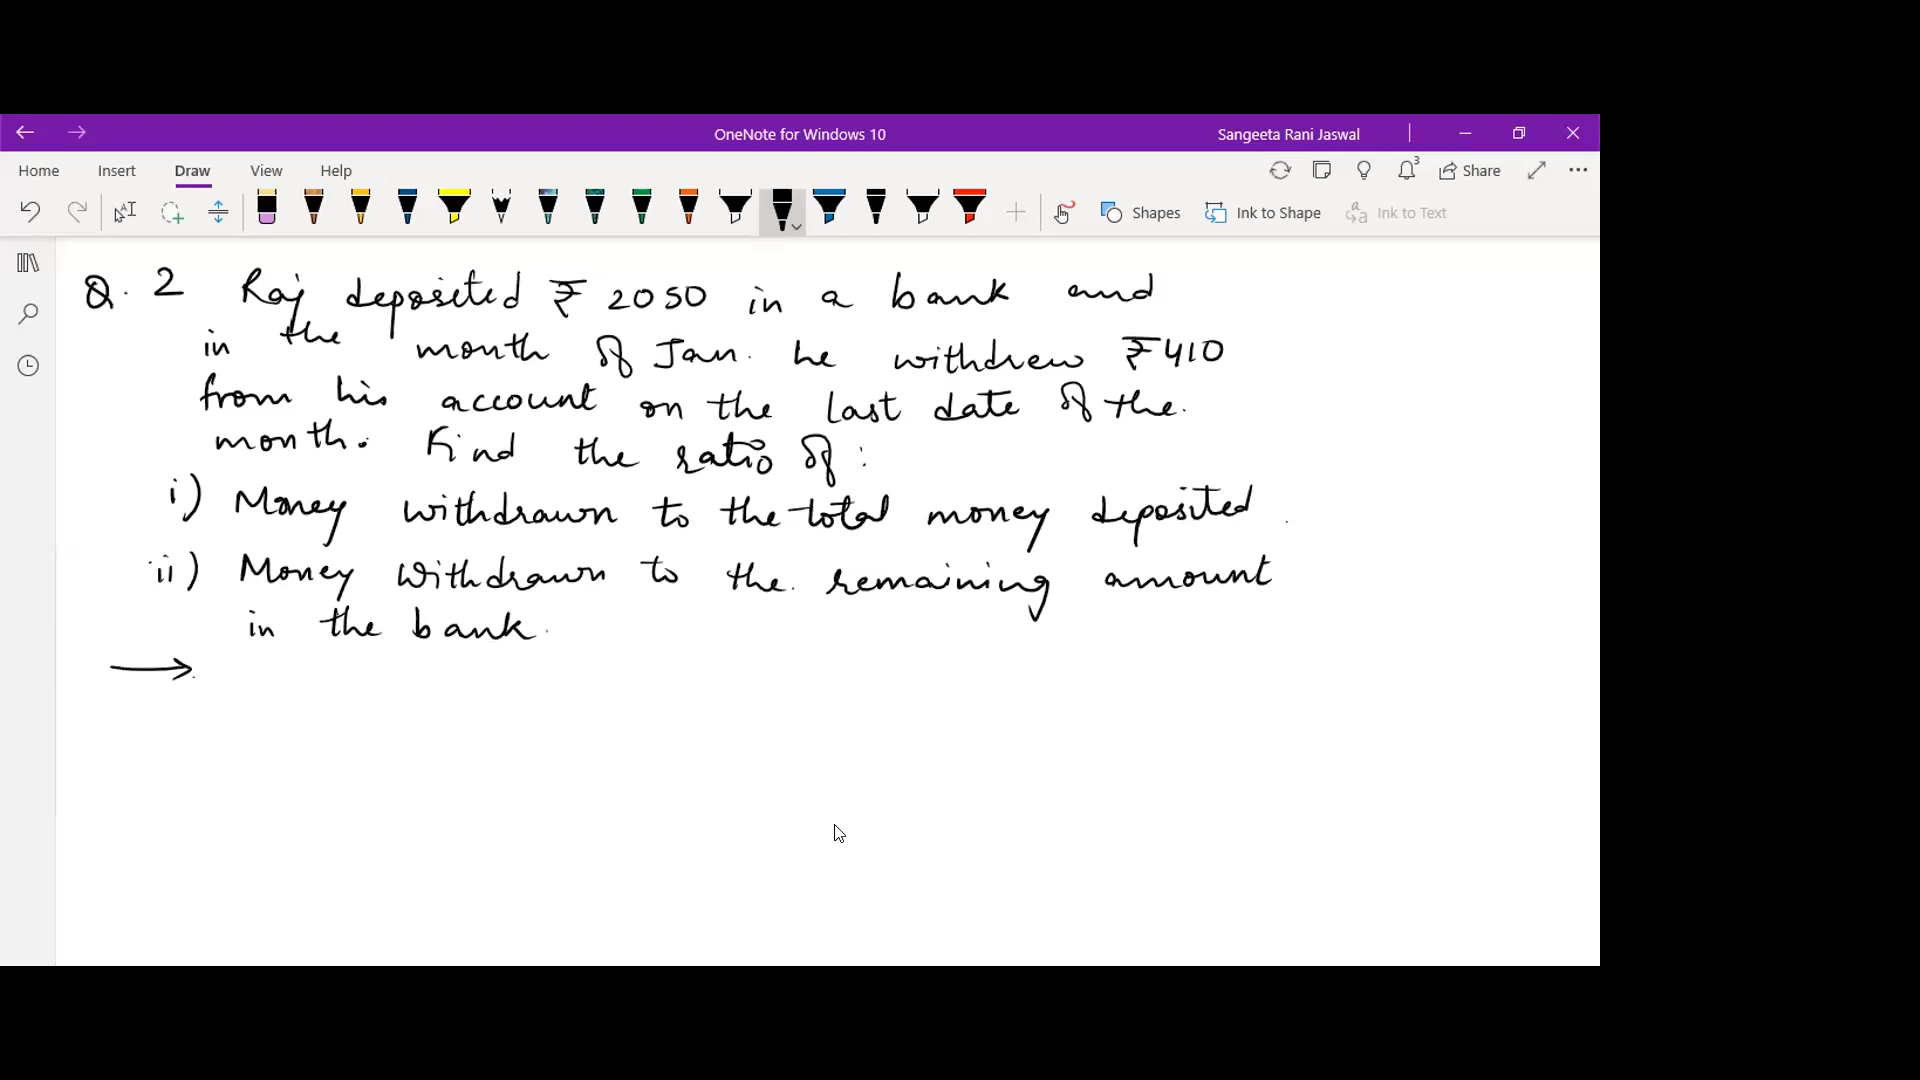 OneNote for Windows 10
Sangeeta Rani Jaswal
Home Insert Draw View Help
3
Share
Shapes Ink to Shape Ink to Text
Q. 2 Raj deposited ₹ 2050 in a bank and
in the month of Jan. he withdrew ₹410
from his account on the last date of the.
month. Find the ratio of :
i) Money withdrawn to the total money deposited.
ii) Money withdrawn to the. remaining amount
in the bank.